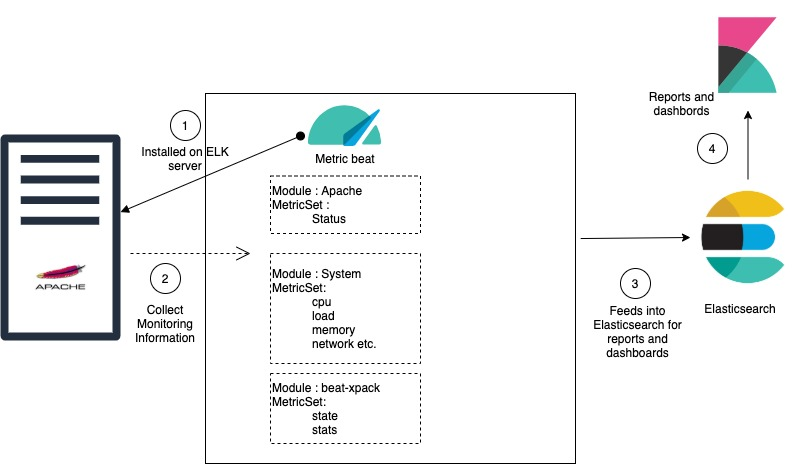 Reports and
dashbords
1
Installed on ELK
server
Metric beat
4
Module : Apache
MetricSet :
Status
APACHE
2
Collect
Monitoring
Information
Module : System
MetricSet:
cpu
load
memory
network etc.
3
Feeds into
Elasticsearch for
reports and
dashboards
Elasticsearch
Module : beat-xpack
MetricSet:
state
stats